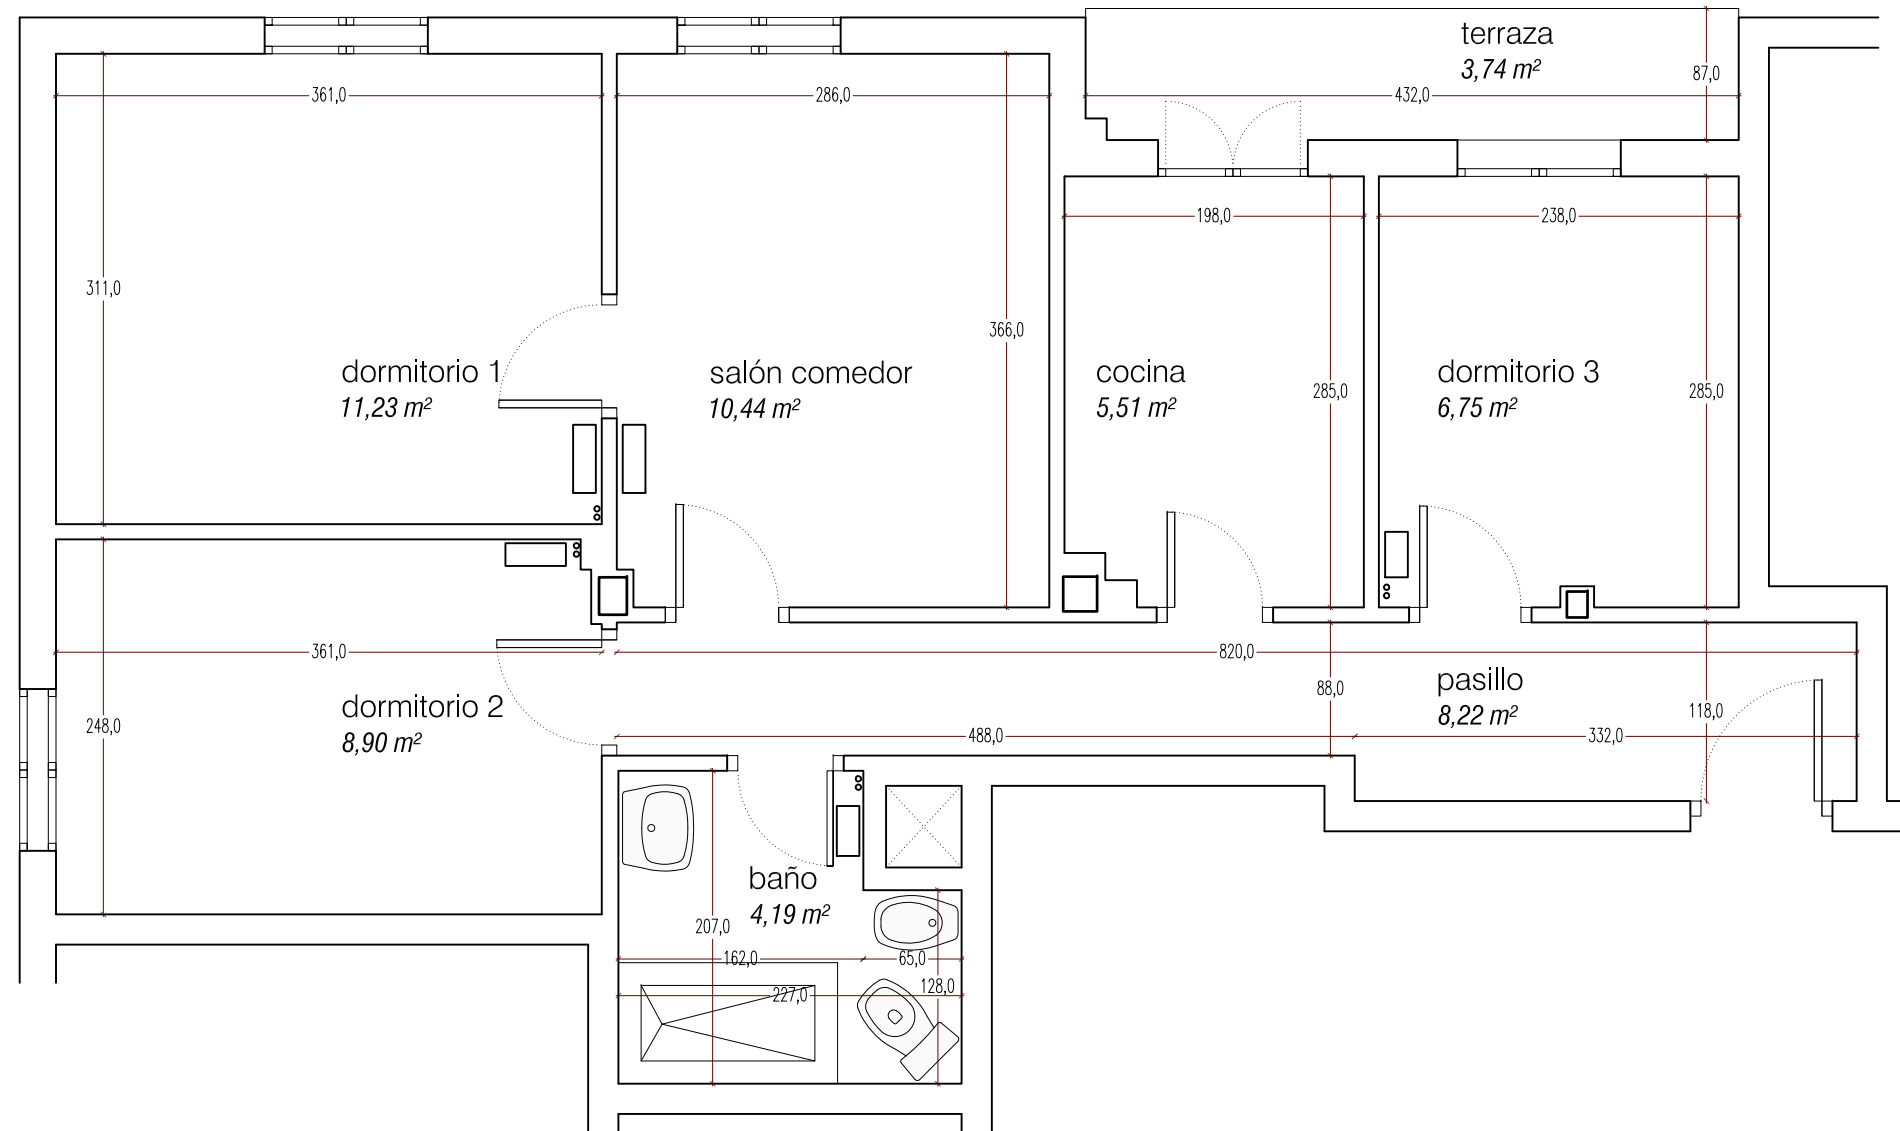 terraza
3,74 m²
87,0
361,0
286,0
432,0
198,0
238,0
311,0
366,0
dormitorio 1
11,23 m²
salón comedor
10,44 m²
cocina
5,51 m²
285,0
dormitorio 3
6,75 m²
285,0
361,0
820,0
88,0
pasillo
8,22 m²
118,0
dormitorio 2
8,90 m²
248,0
488,0
332,0
baño
4,19 m²
207,0
162,0
65,0
128,0
227,0